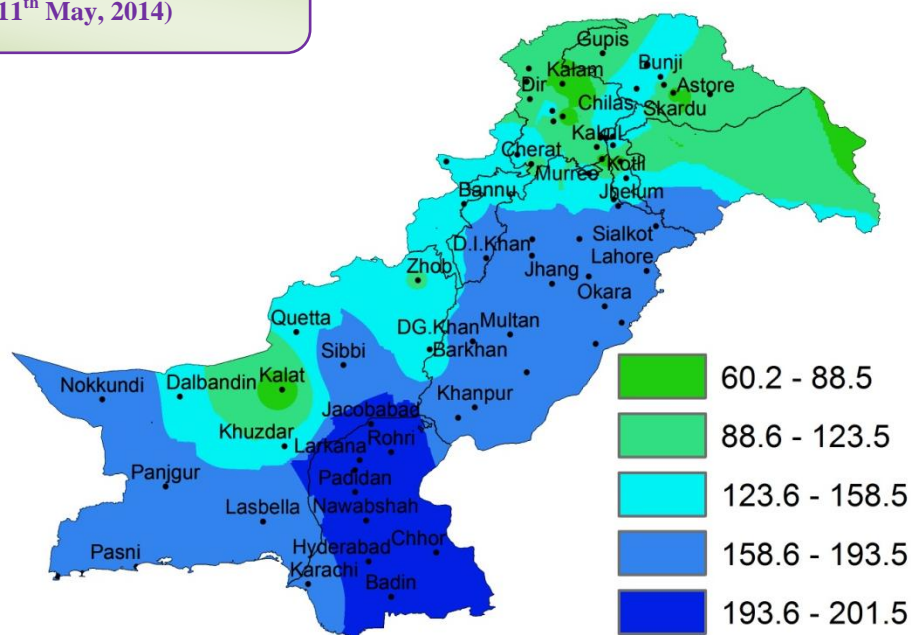 11th May, 2014)
Gupis
Bunji
Kalam
Astore
Dir
Chilas
Skardu
Kakul
Cherat
Kotli
Murree
Bannu
Jhelum
D.I.Khan
Sialkot
Zhob
Lahore
Jhang
Okara
Quetta
DG.Khan
Multan
Sibbi
Barkhan
Nokkundi
Dalbandin
Kalat
Khanpur
Jacobabad
Khuzdar
Larkana
Rohri
Panjgur
Padidan
Lasbella
Nawabshah
Pasni
Hyderabad
Chhor
Karachi
Badin
60.2 - 88.5
88.6 - 123.5
123.6 - 158.5
158.6 - 193.5
193.6 - 201.5